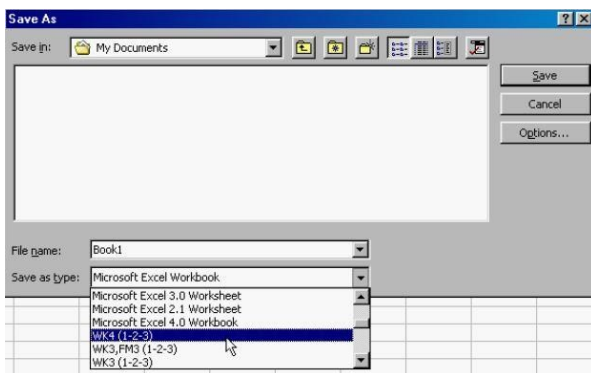 Save As
Save in:
My Documents
Save
Cancel
Options...
File name:
Book1
Save as type:
Microsoft Excel Workbook
Microsoft Excel 3.0 Worksheet
Microsoft Excel 2.1 Worksheet
Microsoft Excel 4.0 Workbook
WK4 (1-2-3)
WK3,FM3 (1-2-3)
WK3 (1-2-3)